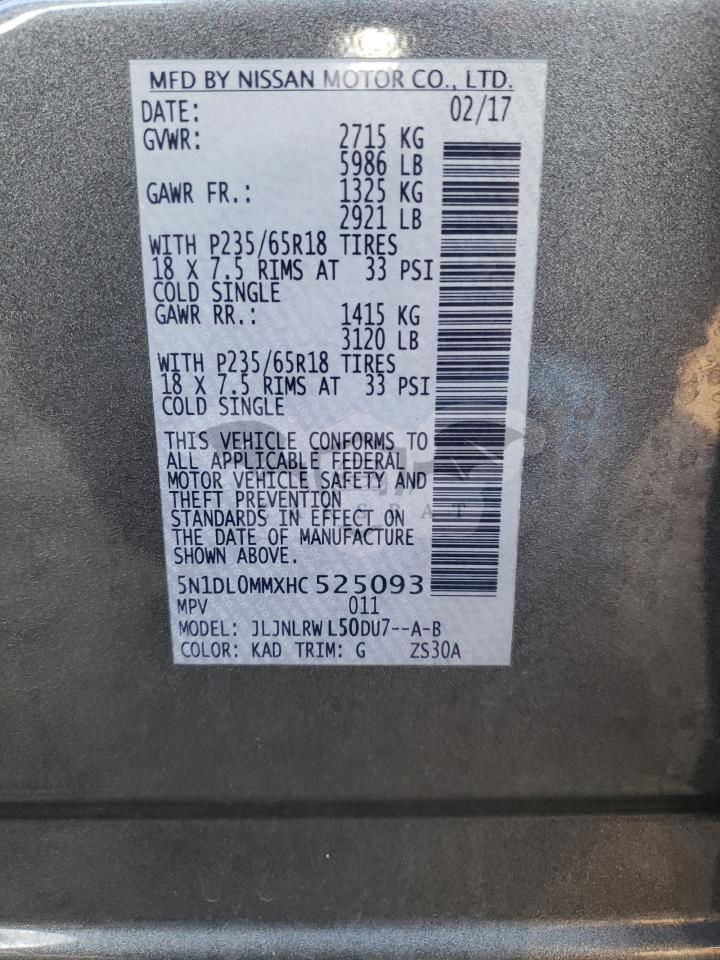 MFD BY NISSAN MOTOR CO., LTD.
DATE: 02/17
GVWR: 2715 KG
5986 LB
GAWR FR.: 1325 KG
2921 LB
WITH P235/65R18 TIRES
18 X 7.5 RIMS AT 33 PSI
COLD SINGLE
GAWR RR.: 1415 KG
3120 LB
WITH P235/65R18 TIRES
18 X 7.5 RIMS AT 33 PSI
COLD SINGLE
THIS VEHICLE CONFORMS TO
ALL APPLICABLE FEDERAL
MOTOR VEHICLE SAFETY AND
THEFT PREVENTION
STANDARDS IN EFFECT ON
THE DATE OF MANUFACTURE
SHOWN ABOVE.
5N1DL0MMXHC525093
MPV 011
MODEL: JLJNLRWL50DU7--A-B
COLOR: KAD TRIM: G ZS30A